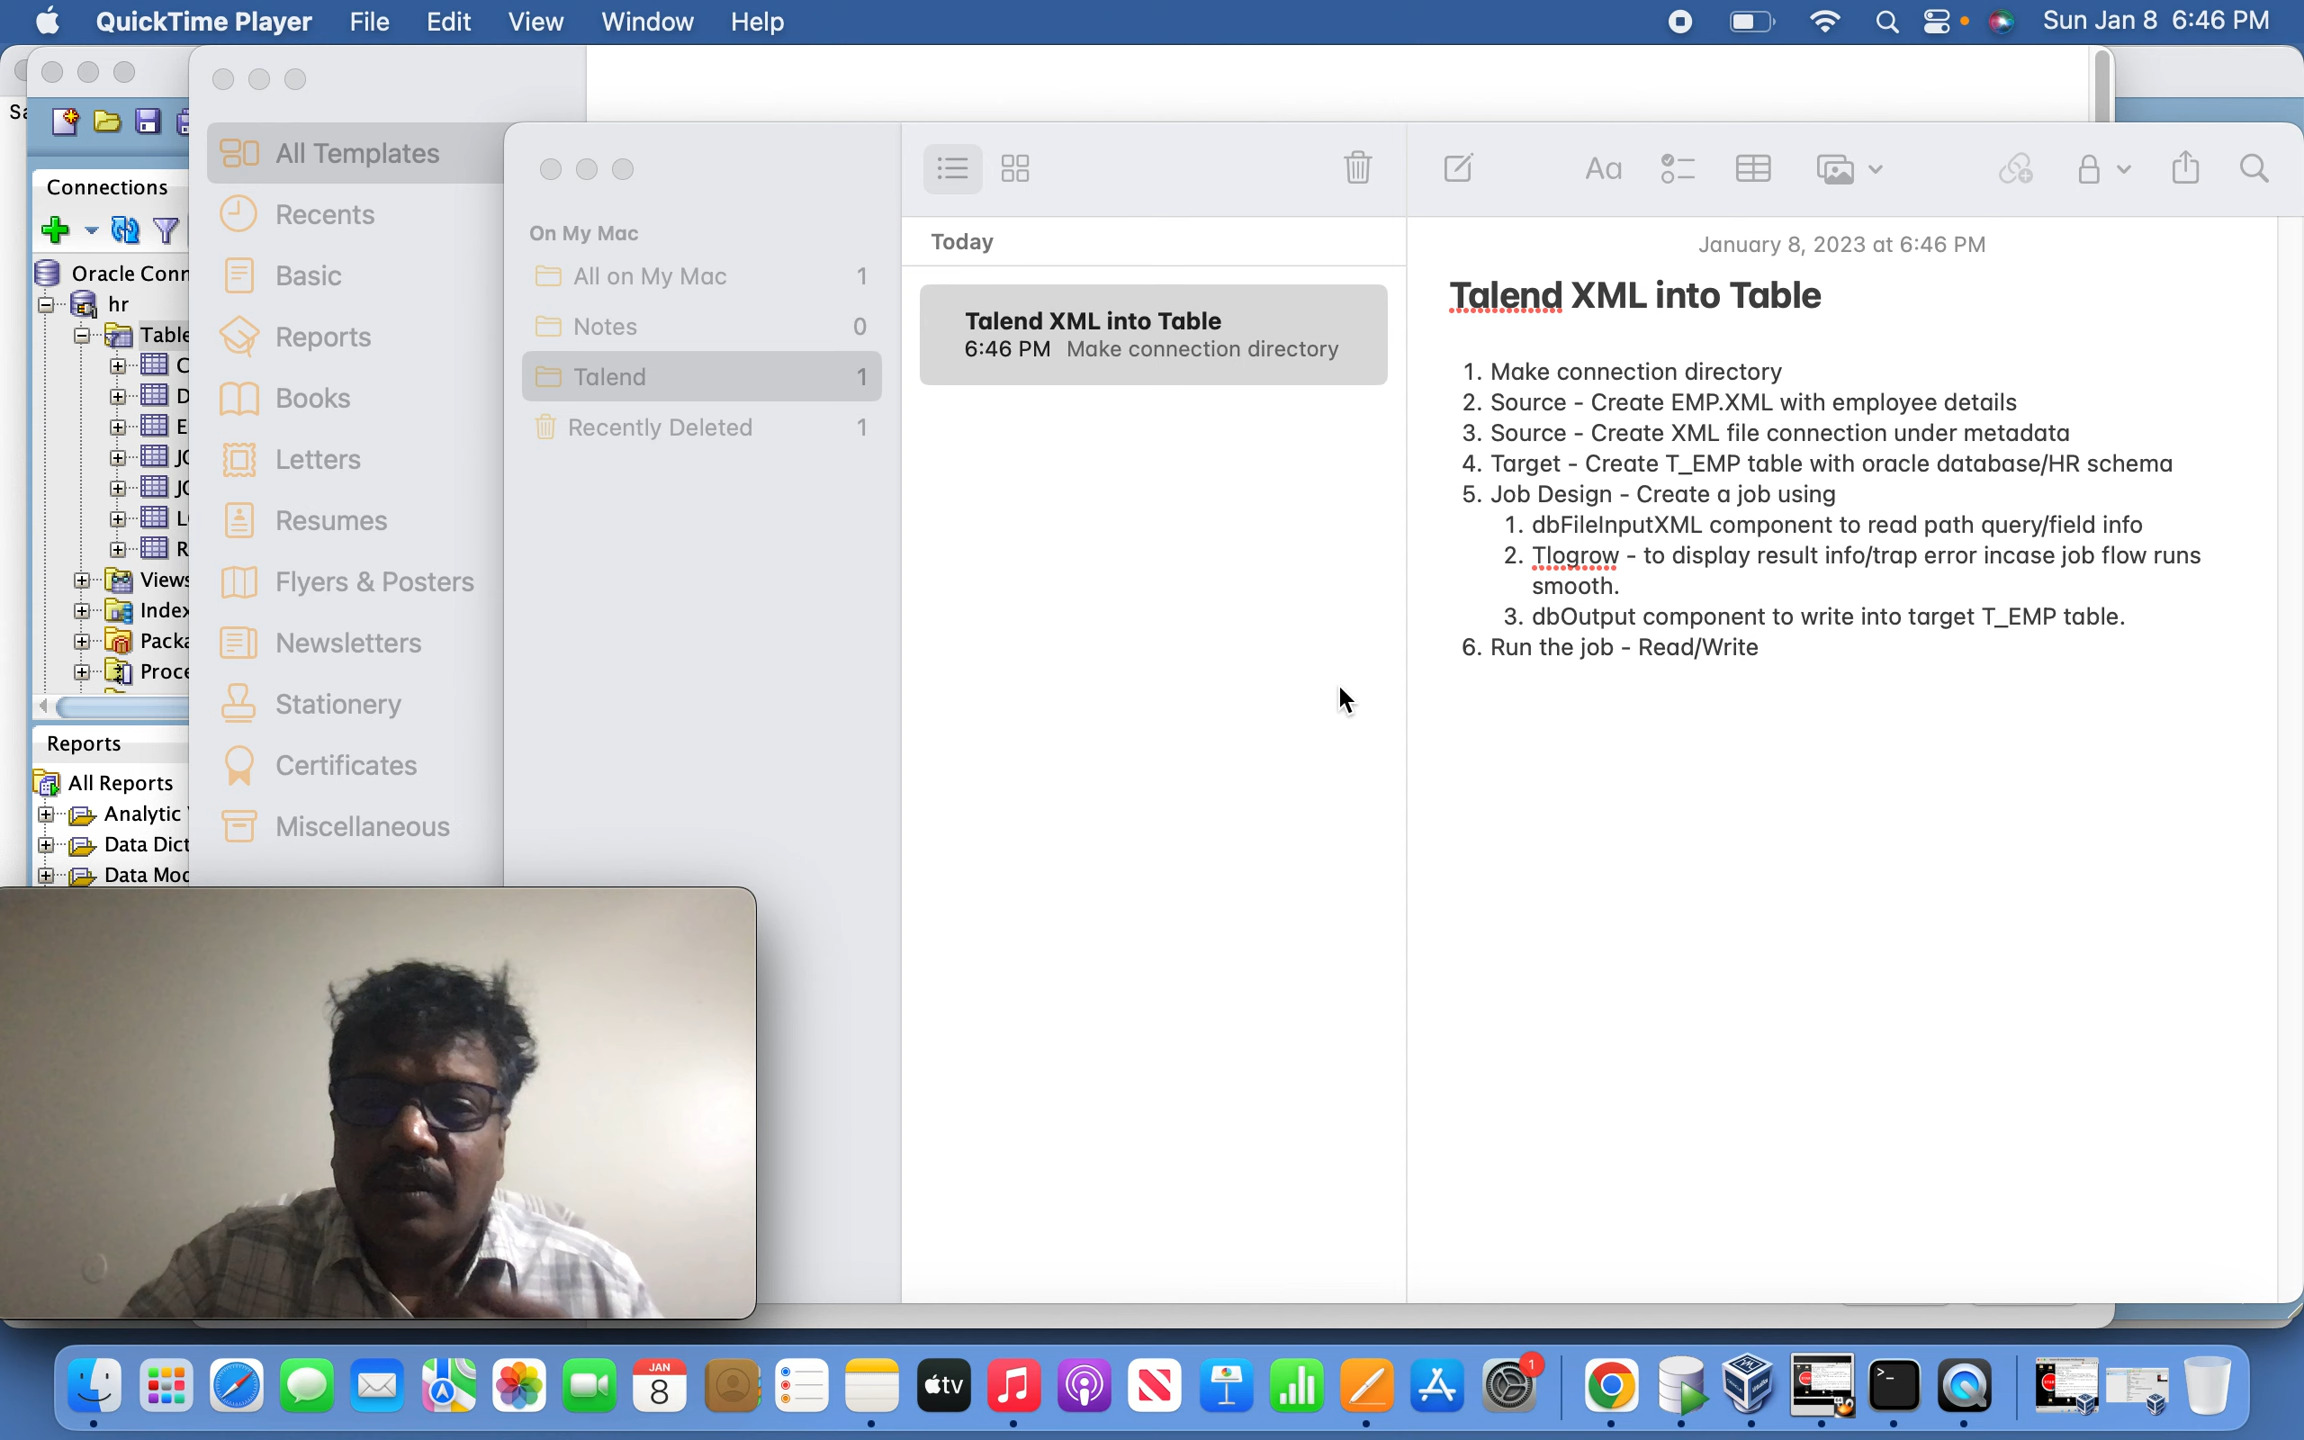 QuickTime Player File Edit View Window Help Sun Jan 8 6:46 PM
Connections
Oracle Conn
hr
Table
Views
Index
Packa
Proce
Reports
All Reports
Analytic
Data Dict
Data Mod
All Templates
Recents
Basic
Reports
Books
Letters
Resumes
Flyers & Posters
Newsletters
Stationery
Certificates
Miscellaneous
On My Mac
All on My Mac 1
Notes 0
Talend 1
Recently Deleted 1
Today
Talend XML into Table
6:46 PM Make connection directory
Aa
January 8, 2023 at 6:46 PM
Talend XML into Table
1. Make connection directory
2. Source - Create EMP.XML with employee details
3. Source - Create XML file connection under metadata
4. Target - Create T_EMP table with oracle database/HR schema
5. Job Design - Create a job using
1. dbFileInputXML component to read path query/field info
2. Tlogrow - to display result info/trap error incase job flow runs
smooth.
3. dbOutput component to write into target T_EMP table.
6. Run the job - Read/Write
JAN
8
tv
1